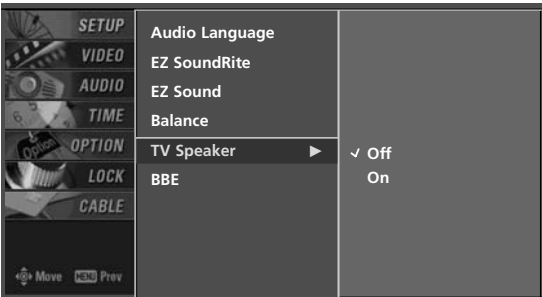 SETUP
VIDEO
AUDIO
TIME
OPTION
LOCK
CABLE
Move MENU Prev
Audio Language
EZ SoundRite
EZ Sound
Balance
TV Speaker
BBE
Off
On